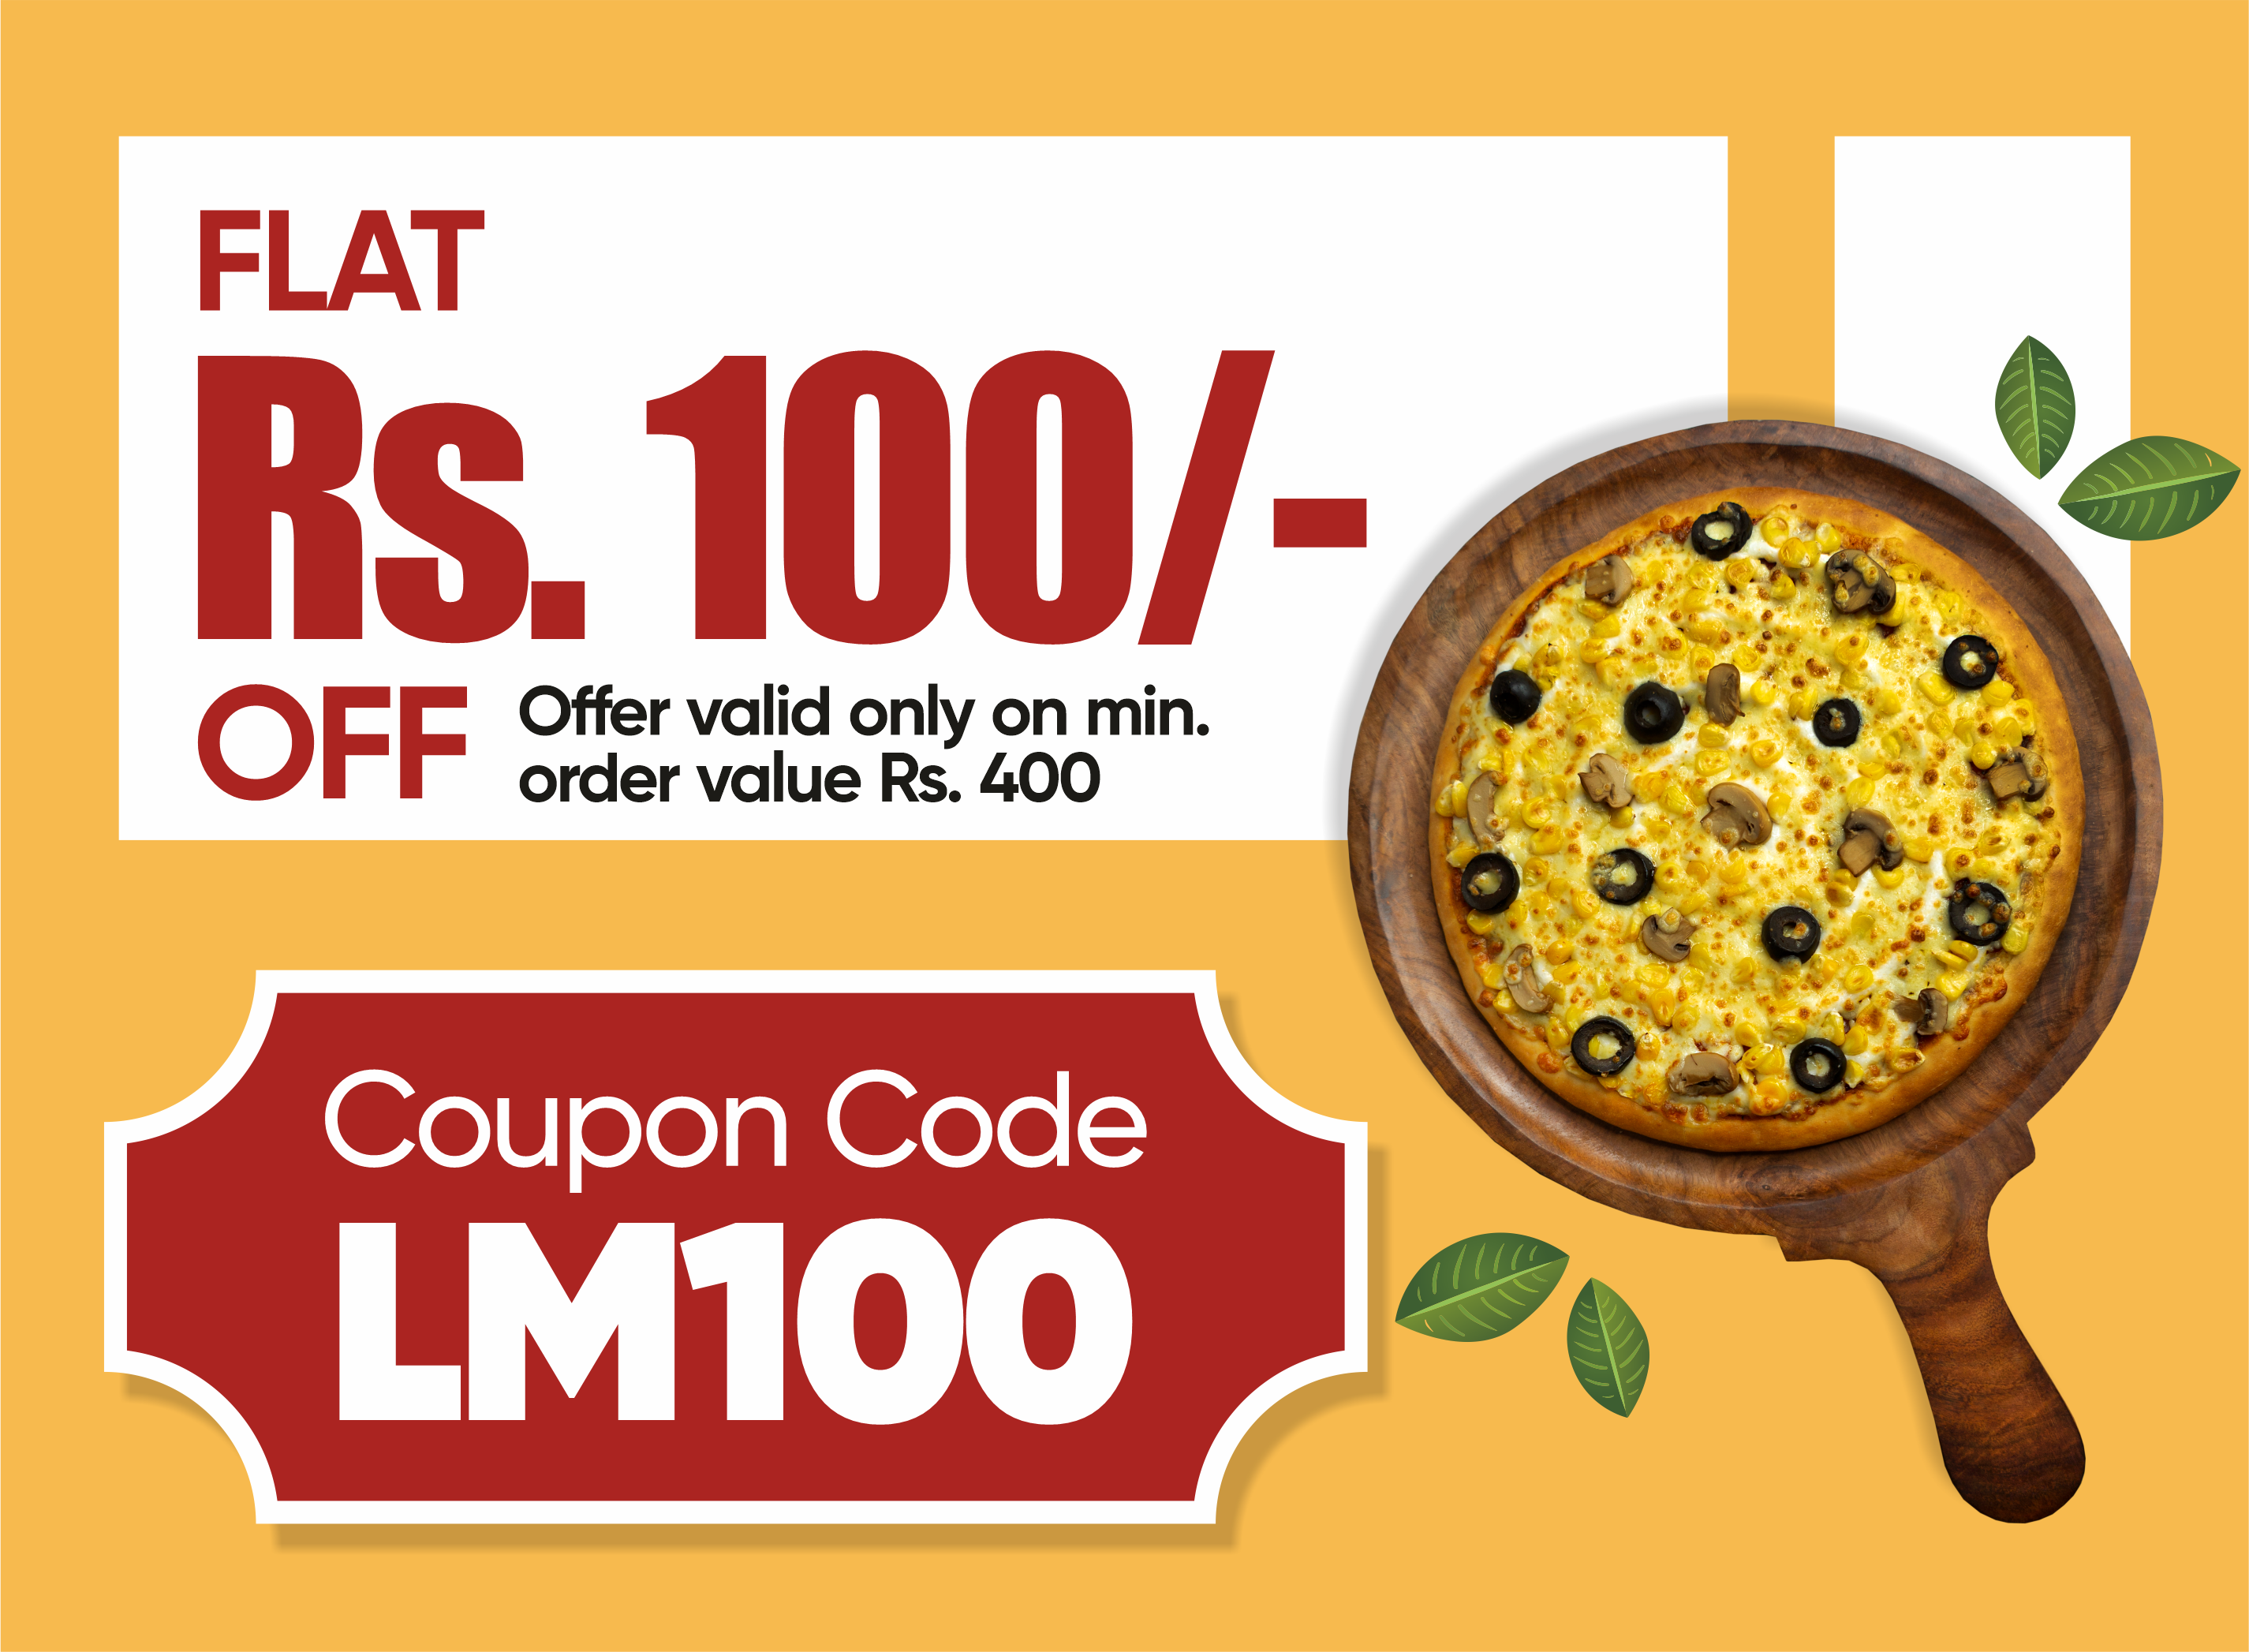 FLAT
Rs. 100/-
OFF
Offer valid only on min.
order value Rs. 400
Coupon Code
LM100